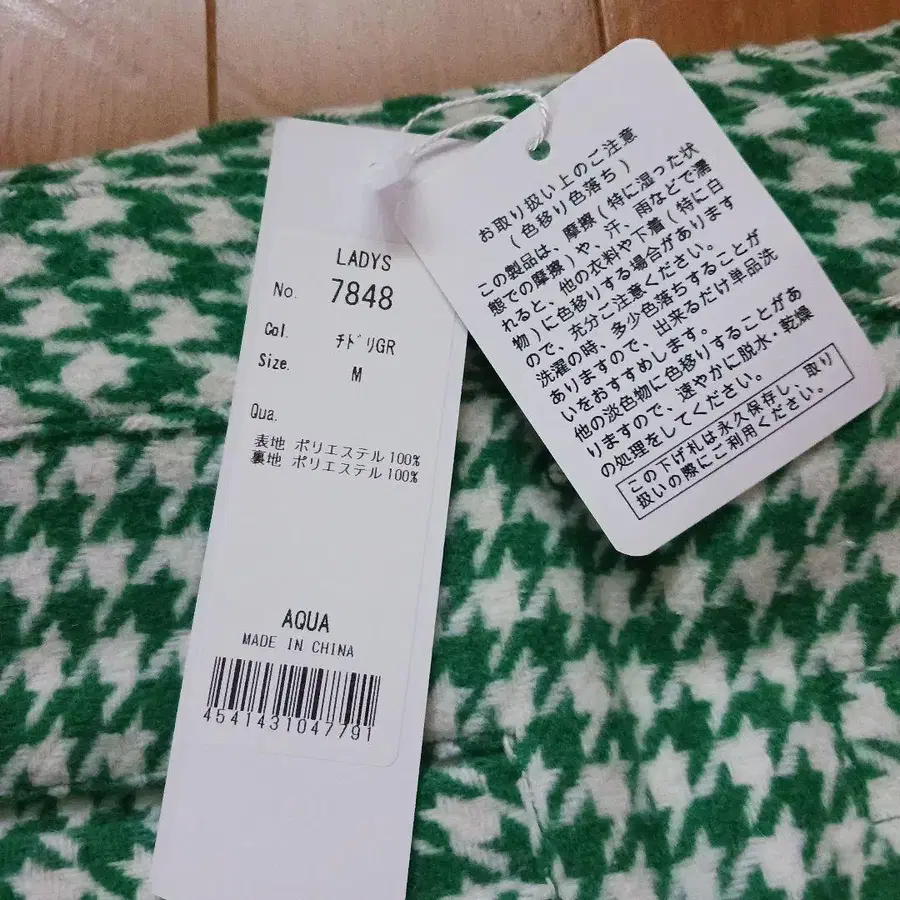 LADYS
No. 7848
Col. チドリGR
Size. M
Qua.
表地 ポリエステル100%
裏地 ポリエステル100%
AQUA
MADE IN CHINA
4541431047791
お取り扱い上のご注意
(色移り色落ち)
この製品は、摩擦(特に湿った状
態での摩擦)や、汗、雨などで濡
れると、他の衣料や下着(特に白
物)に色移りする場合があります
ので、充分ご注意ください。
洗濯の時、多少色落ちすることが
ありますので、出来るだけ単品洗
いをおすすめします。
他の淡色物に色移りすることがあ
りますので、速やかに脱水・乾燥
の処理をしてください。
この下げ札は永久保存し、取り
扱いの際にご利用ください。